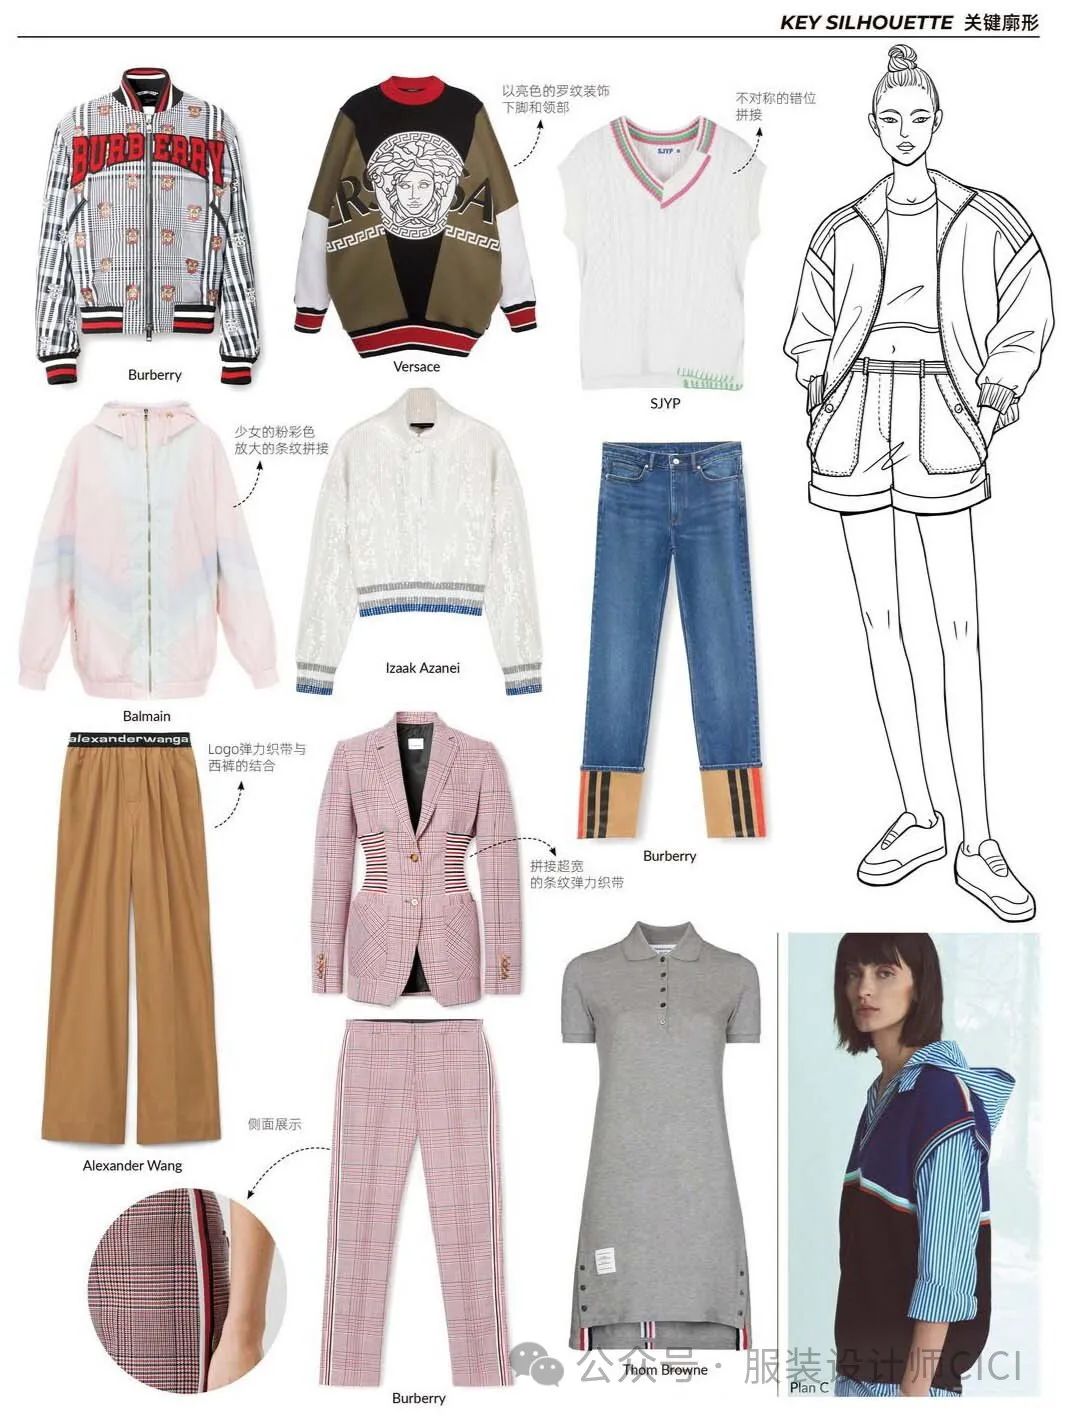 KEY SILHOUETTE 关键廓形
BURBERRY
Burberry
以亮色的罗纹装饰
下脚和领部
Versace
不对称的错位
拼接
SJYP
SJYP
少女的粉彩色
放大的条纹拼接
Balmain
Izaak Azanei
Burberry
alexanderwang
Logo弹力织带与
西裤的结合
Alexander Wang
拼接超宽
的条纹弹力织带
侧面展示
Burberry
Thom Browne
Plan C
公众号·服装设计师CICI